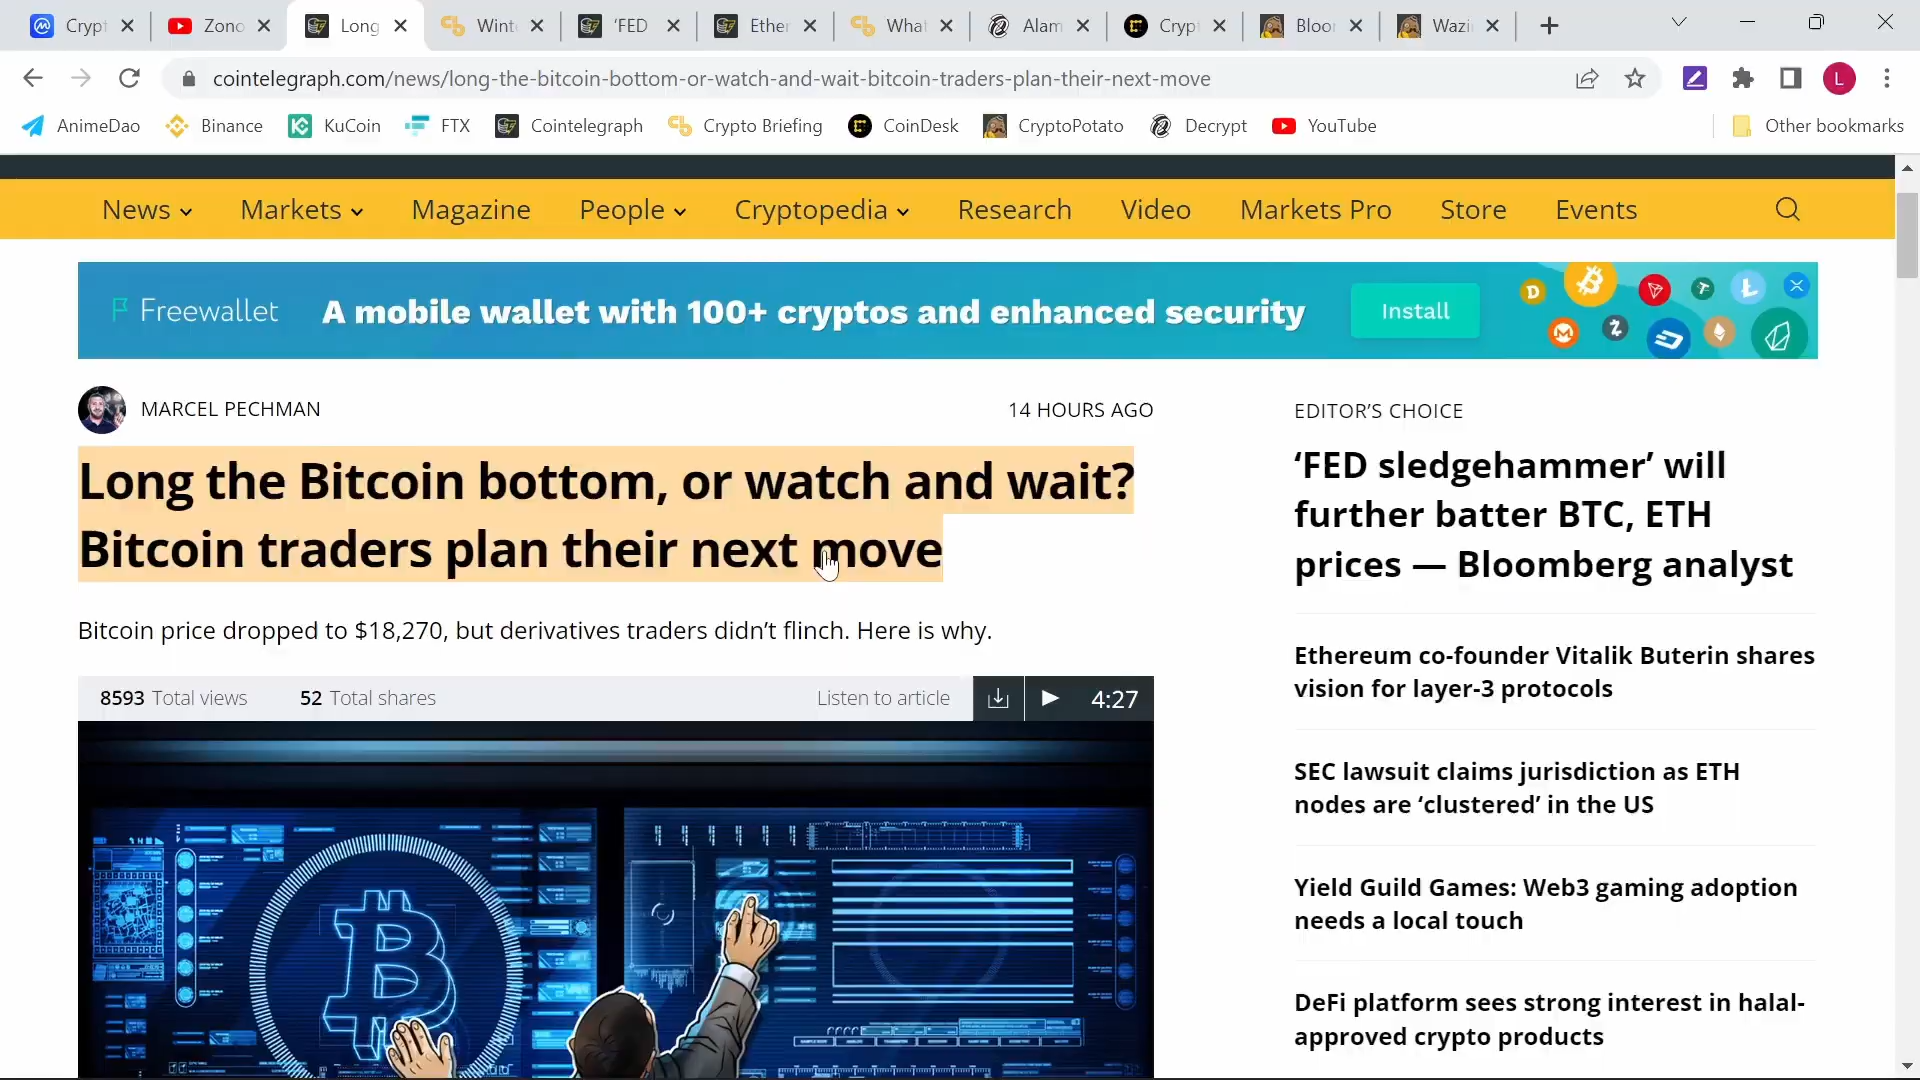 Crypt
Zono
Long
Wint
'FED
Ether
What
Alam
Crypt
Bloo
Wazi
cointelegraph.com/news/long-the-bitcoin-bottom-or-watch-and-wait-bitcoin-traders-plan-their-next-move
L
AnimeDao
Binance
KuCoin
FTX
Cointelegraph
Crypto Briefing
CoinDesk
CryptoPotato
Decrypt
YouTube
Other bookmarks
News
Markets
Magazine
People
Cryptopedia
Research
Video
Markets Pro
Store
Events
Freewallet
A mobile wallet with 100+ cryptos and enhanced security
Install
MARCEL PECHMAN
14 HOURS AGO
Long the Bitcoin bottom, or watch and wait?
Bitcoin traders plan their next move
Bitcoin price dropped to $18,270, but derivatives traders didn’t flinch. Here is why.
8593 Total views
52 Total shares
Listen to article
4:27
EDITOR’S CHOICE
‘FED sledgehammer’ will
further batter BTC, ETH
prices — Bloomberg analyst
Ethereum co-founder Vitalik Buterin shares
vision for layer-3 protocols
SEC lawsuit claims jurisdiction as ETH
nodes are ‘clustered’ in the US
Yield Guild Games: Web3 gaming adoption
needs a local touch
DeFi platform sees strong interest in halal-
approved crypto products